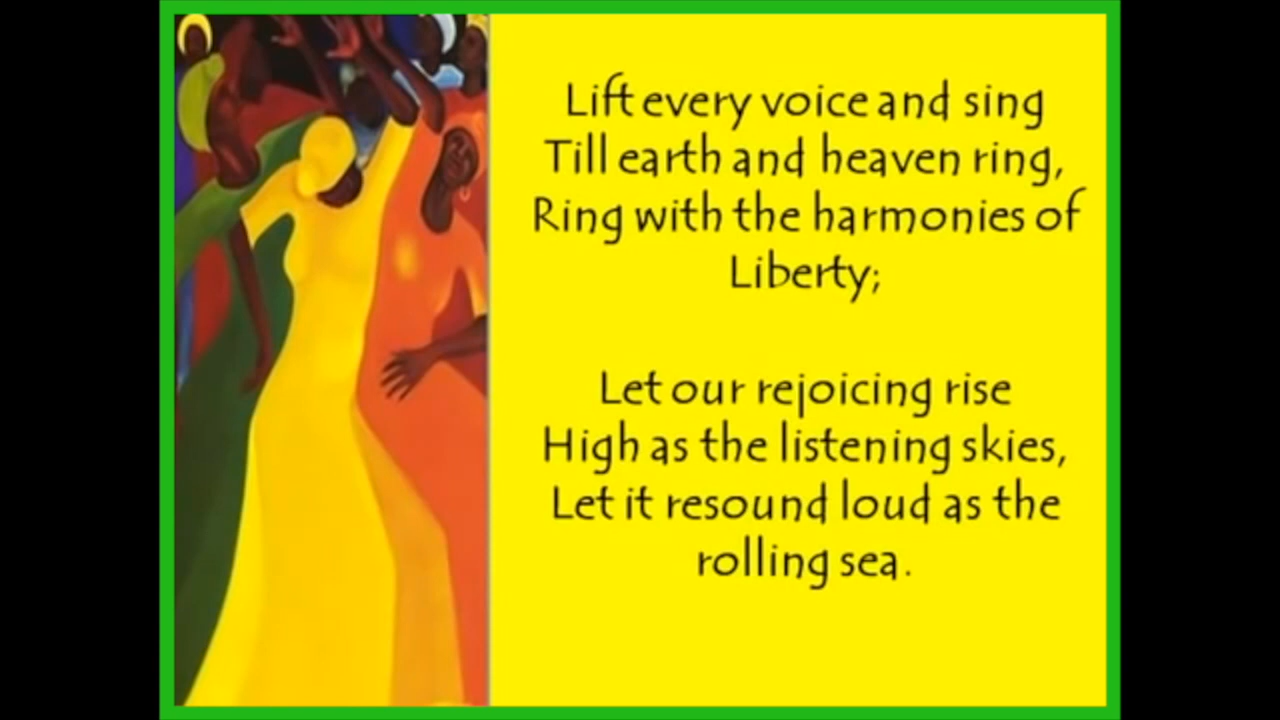 Lift every voice and sing
Till earth and heaven ring,
Ring with the harmonies of
Liberty;
Let our rejoicing rise
High as the listening skies,
Let it resound loud as the
rolling sea.